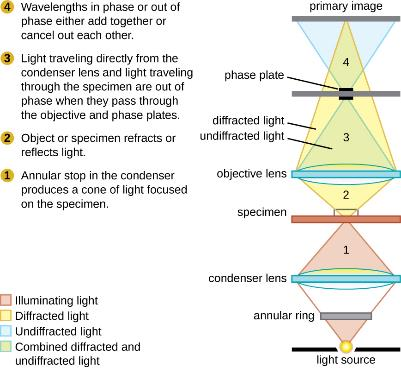 4 Wavelengths in phase or out of
phase either add together or
cancel out each other.
3 Light traveling directly from the
condenser lens and light traveling
through the specimen are out of
phase when they pass through
the objective and phase plates.
2 Object or specimen refracts or
reflects light.
1 Annular stop in the condenser
produces a cone of light focused
on the specimen.
Illuminating light
Diffracted light
Undiffracted light
Combined diffracted and
undiffracted light
primary image
4
phase plate
diffracted light
undiffracted light
3
objective lens
2
specimen
1
condenser lens
annular ring
light source